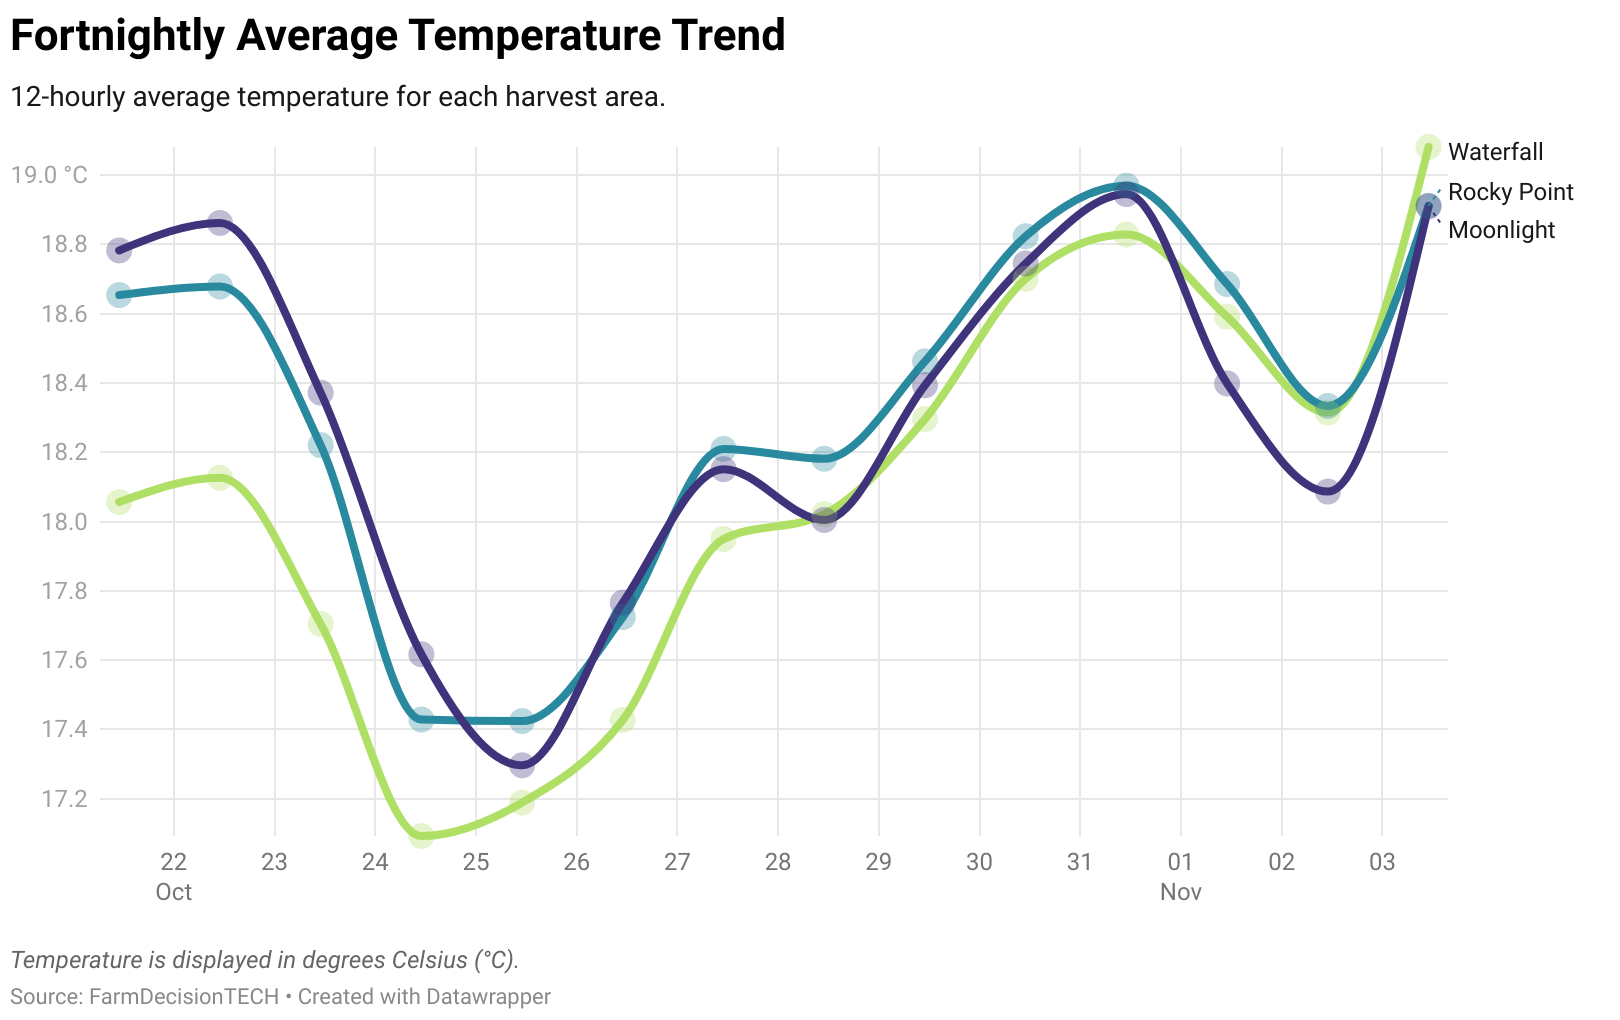 Fortnightly Average Temperature Trend
12-hourly average temperature for each harvest area.
19.0 °C
18.8
18.6
18.4
18.2
18.0
17.8
17.6
17.4
17.2
Waterfall
Rocky Point
Moonlight
22 23 24 25 26 27 28 29 30 31 01 02 03
Oct Nov
Temperature is displayed in degrees Celsius (°C).
Source: FarmDecisionTECH • Created with Datawrapper